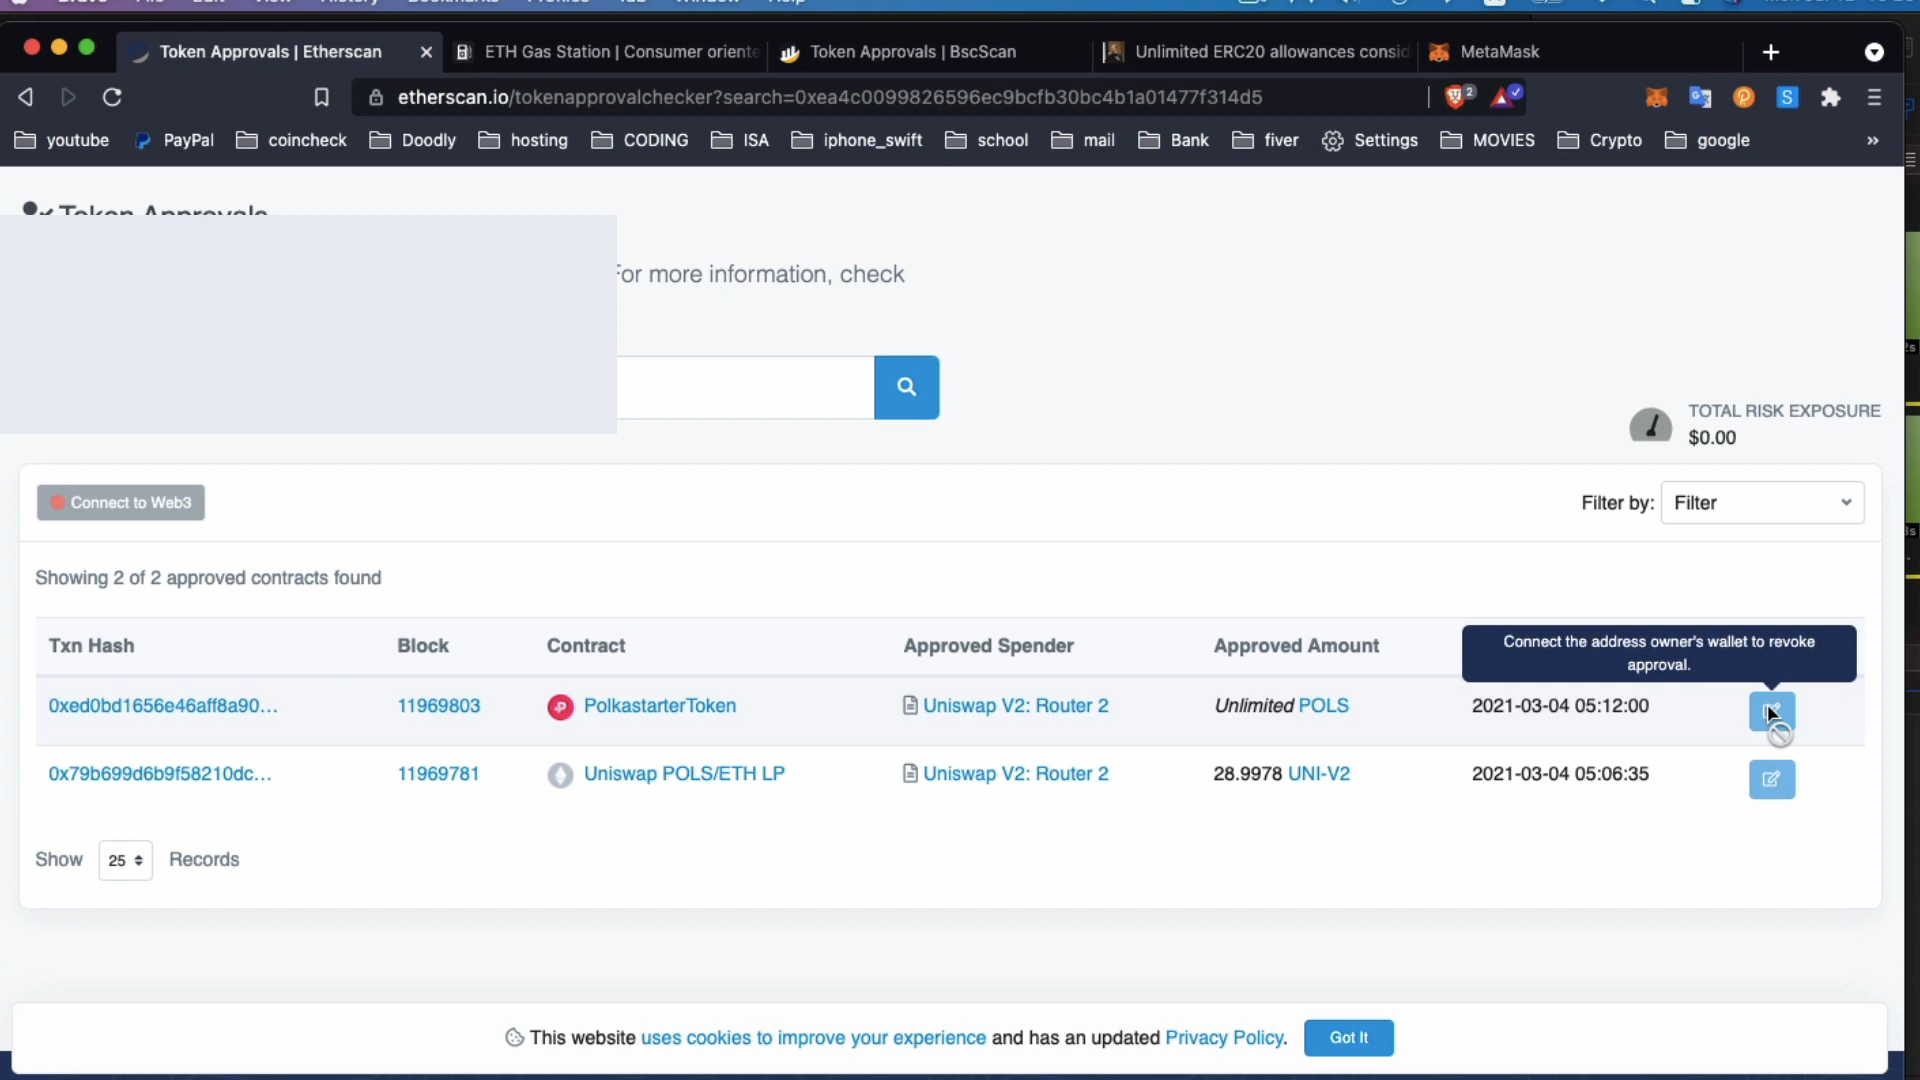 Token Approvals | Etherscan
ETH Gas Station | Consumer oriente
Token Approvals | BscScan
Unlimited ERC20 allowances consid
MetaMask
etherscan.io/tokenapprovalchecker?search=0xea4c0099826596ec9bcfb30bc4b1a01477f314d5
2
youtube
PayPal
coincheck
Doodly
hosting
CODING
ISA
iphone_swift
school
mail
Bank
fiver
Settings
MOVIES
Crypto
google
»
Token Approvals
For more information, check
TOTAL RISK EXPOSURE
$0.00
Connect to Web3
Filter by: Filter
Showing 2 of 2 approved contracts found
Txn Hash Block Contract Approved Spender Approved Amount
Connect the address owner's wallet to revoke
approval.
0xed0bd1656e46aff8a90... 11969803 PolkastarterToken Uniswap V2: Router 2 Unlimited POLS 2021-03-04 05:12:00
0x79b699d6b9f58210dc... 11969781 Uniswap POLS/ETH LP Uniswap V2: Router 2 28.9978 UNI-V2 2021-03-04 05:06:35
Show 25 Records
This website uses cookies to improve your experience and has an updated Privacy Policy. Got It